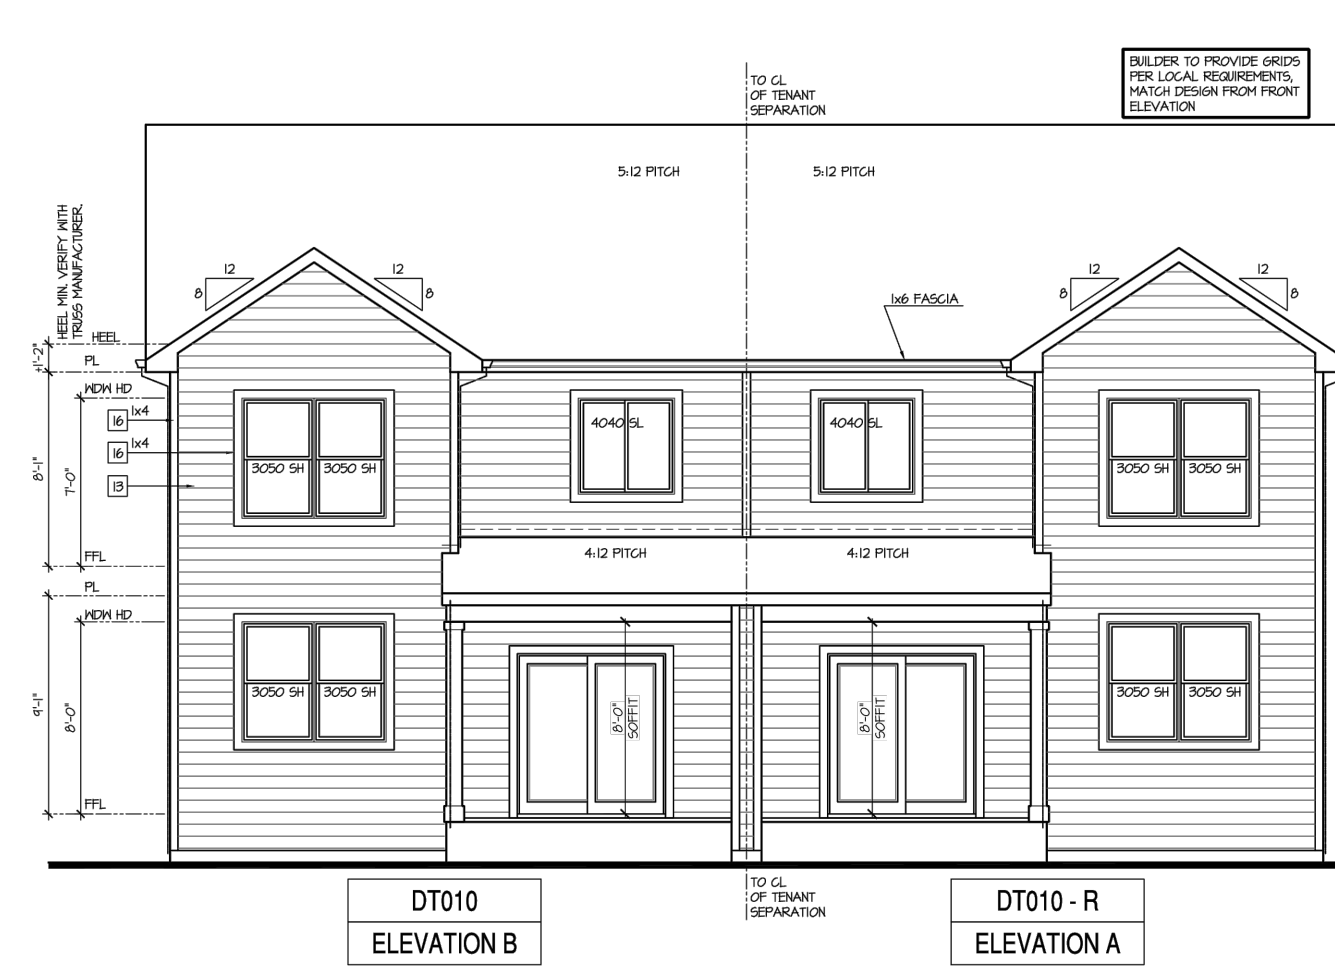 BUILDER TO PROVIDE GRIDS
PER LOCAL REQUIREMENTS,
MATCH DESIGN FROM FRONT
ELEVATION
TO CL
OF TENANT
SEPARATION
5:12 PITCH
5:12 PITCH
HEEL MIN. VERIFY WITH
TRUSS MANUFACTURER.
12
8
12
8
12
8
12
8
1x6 FASCIA
HEEL
±1'-2"
PL
WDW HD
1x4
16
1x4
16
13
8'-1"
7'-0"
3050 SH
3050 SH
4040 SL
4040 SL
3050 SH
3050 SH
4:12 PITCH
4:12 PITCH
FFL
PL
WDW HD
9'-1"
8'-0"
3050 SH
3050 SH
8'-0"
SOFFIT
8'-0"
SOFFIT
3050 SH
3050 SH
FFL
TO CL
OF TENANT
SEPARATION
DT010
ELEVATION B
DT010 - R
ELEVATION A